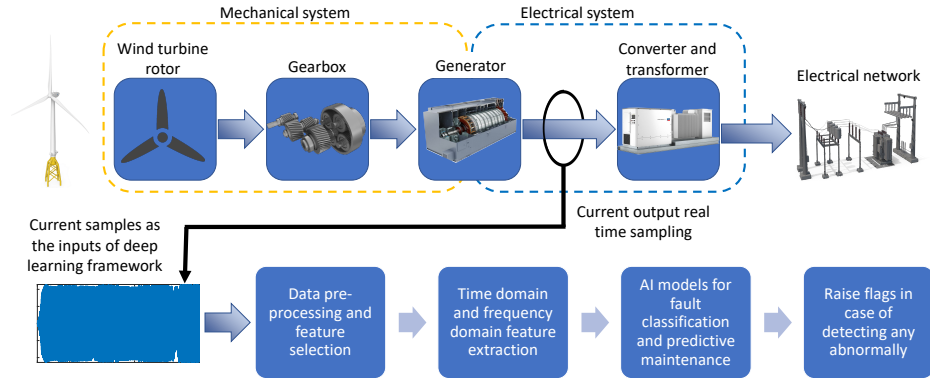 Mechanical system
Electrical system
Wind turbine
rotor
Gearbox
Generator
Converter and
transformer
Electrical network
Current output real
time sampling
Current samples as
the inputs of deep
learning framework
Data pre-
processing and
feature
selection
Time domain
and frequency
domain feature
extraction
AI models for
fault
classification
and predictive
maintenance
Raise flags in
case of
detecting any
abnormally